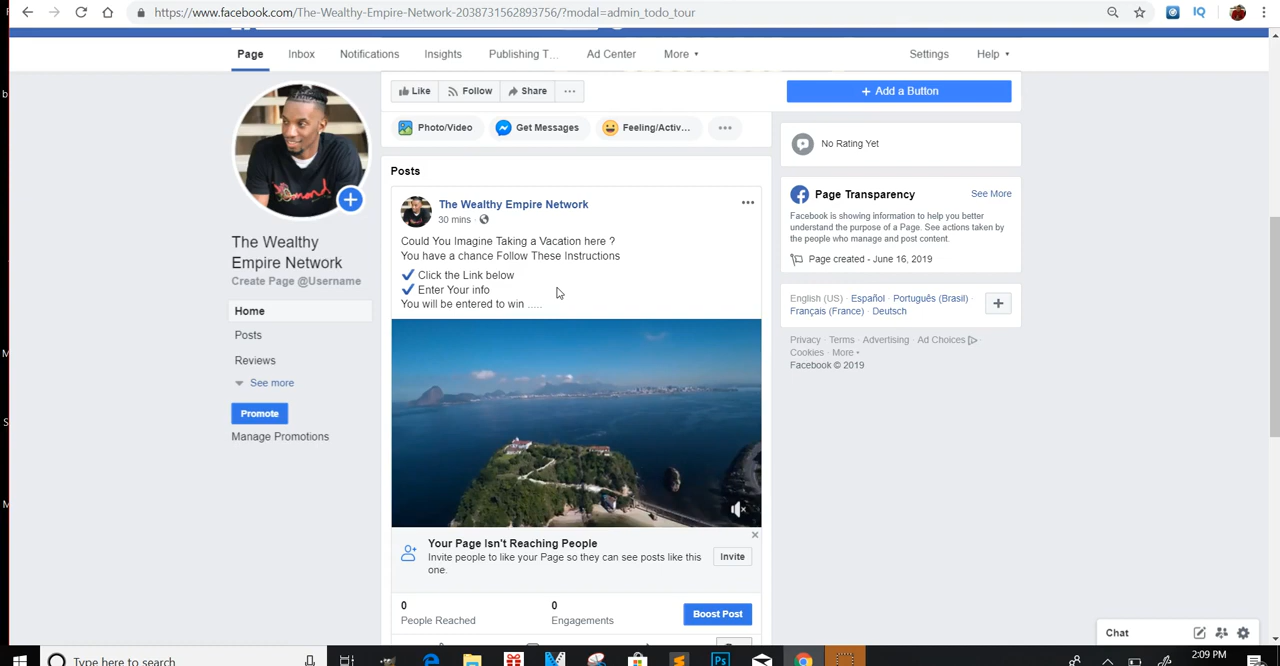 https://www.facebook.com/The-Wealthy-Empire-Network-2038731562893756/?modal=admin_todo_tour
Page
Inbox
Notifications
Insights
Publishing T…
Ad Center
More
Settings
Help
Like
Follow
Share
+ Add a Button
Photo/Video
Get Messages
Feeling/Activ…
No Rating Yet
Posts
Page Transparency
See More
Facebook is showing information to help you better
understand the purpose of a Page. See actions taken by
the people who manage and post content.
Page created - June 16, 2019
The Wealthy Empire Network
30 mins ·
Could You Imagine Taking a Vacation here ?
You have a chance Follow These Instructions
Click the Link below
Enter Your info
You will be entered to win .....
The Wealthy
Empire Network
Create Page @Username
Home
Posts
Reviews
See more
Promote
Manage Promotions
English (US) · Español · Português (Brasil) ·
Français (France) · Deutsch
Privacy · Terms · Advertising · Ad Choices ·
Cookies · More
Facebook © 2019
Your Page Isn't Reaching People
Invite people to like your Page so they can see posts like this
one.
Invite
0
People Reached
0
Engagements
Boost Post
Chat
Type here to search
2:09 PM